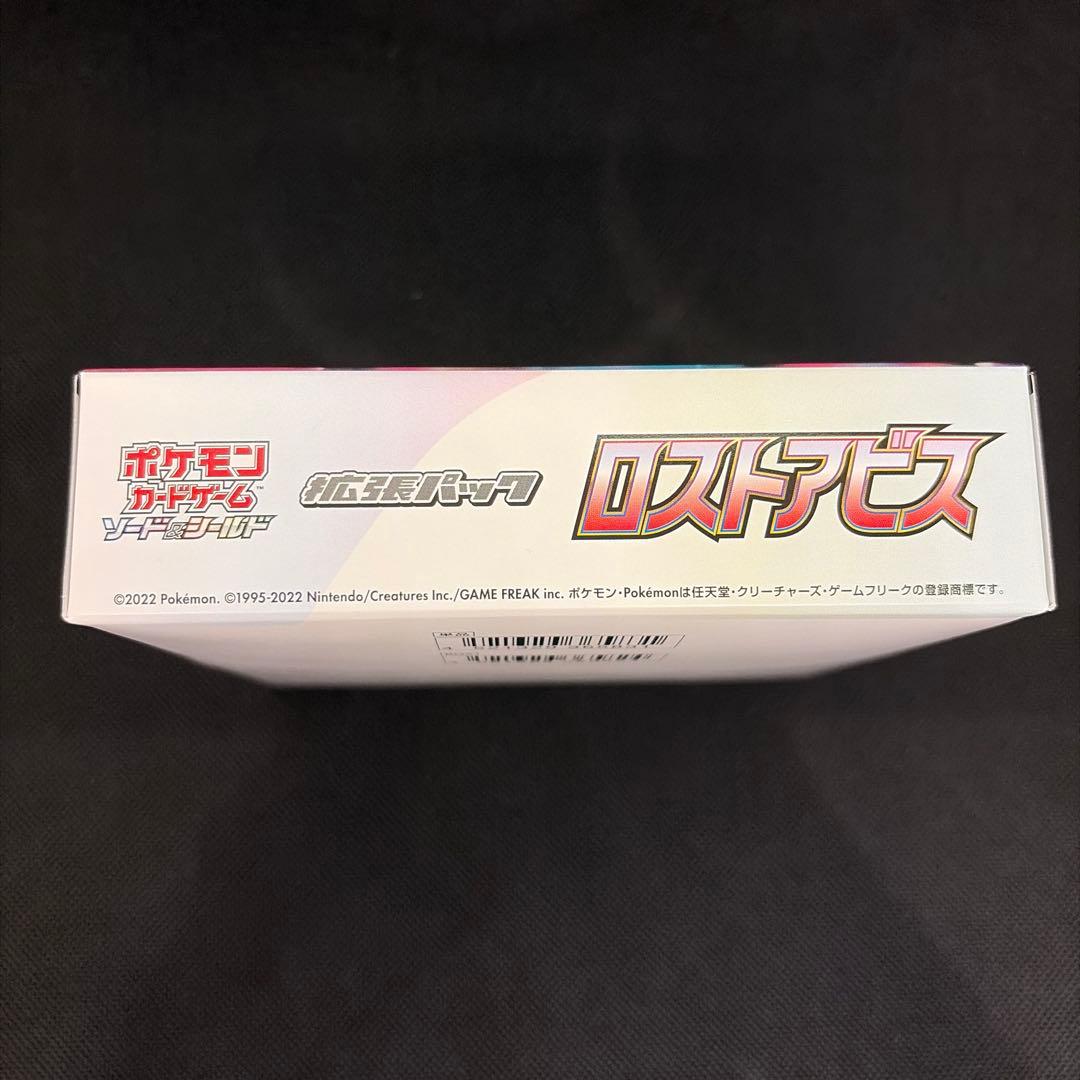 ポケモン
カードゲーム™
ソード&シールド
拡張パック
ロストアビス
©2022 Pokémon. ©1995-2022 Nintendo/Creatures Inc./GAME FREAK inc. ポケモン・Pokémonは任天堂・クリーチャーズ・ゲームフリークの登録商標です。